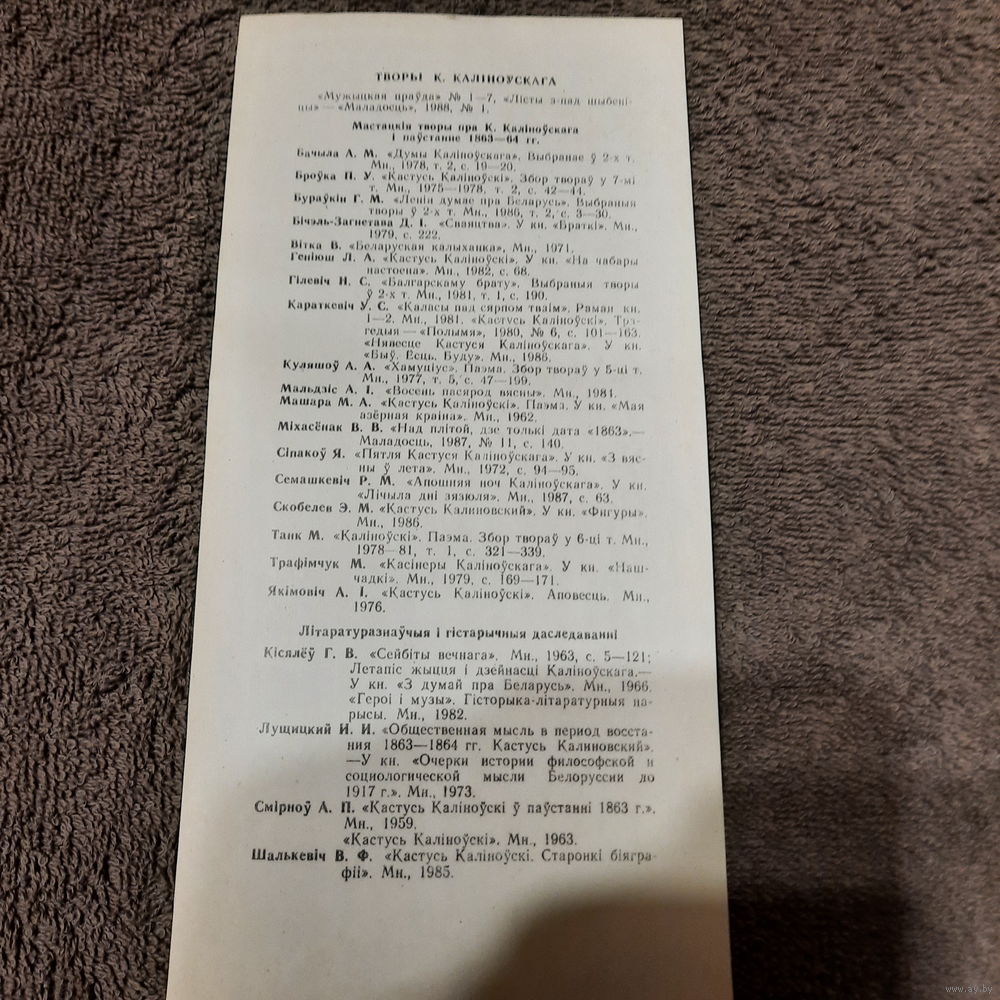 ТВОРЫ К. КАЛІНОЎСКАГА
«Мужыцкая праўда» № 1—7, «Лісты з-пад шыбені-
цы» — «Маладосць», 1988, № 1.
Мастацкія творы пра К. Каліноўскага
і паўстанне 1863—64 гг.
Бачыла А. М. «Думы Каліноўскага». Выбранае ў 2-х т.
Мн., 1978, т. 2, с. 19—20.
Броўка П. У. «Кастусь Каліноўскі». Збор твораў у 7-мі
т. Мн., 1975—1978, т. 2, с. 42—44.
Бураўкін Г. М. «Ленін думае пра Беларусь». Выбраныя
творы ў 2-х т. Мн., 1986, т. 2, с. 3—30.
Бічэль-Загнетава Д. І. «Сваяцтва». У кн. «Браткі». Мн.,
1979, с. 222.
Вітка В. «Беларуская калыханка», Мн., 1971.
Геніюш Л. А. «Кастусь Каліноўскі». У кн. «На чабары
настоена». Мн., 1982, с. 68.
Гілевіч Н. С. «Балгарскаму брату». Выбраныя творы
ў 2-х т. Мн., 1981, т. 1, с. 190.
Караткевіч У. С. «Каласы пад сярпом тваім». Раман кн.
1—2. Мн., 1981. «Кастусь Каліноўскі». Тра-
гедыя — «Полымя», 1980, № 6, с. 101—163.
«Нявесце Кастуся Каліноўскага». У кн.
«Быў. Ёсць. Буду». Мн., 1986.
Куляшоў А. А. «Хамуціус». Паэма. Збор твораў у 5-ці т.
Мн., 1977, т. 5, с. 47—199.
Мальдзіс А. І. «Восень пасярод вясны». Мн., 1984.
Машара М. А. «Кастусь Каліноўскі». Паэма. У кн. «Мая
азёрная краіна». Мн., 1962.
Міхасёнак В. В. «Над плітой, дзе толькі дата «1863».—
Маладосць, 1987, № 11, с. 140.
Сіпакоў Я. «Пятля Кастуся Каліноўскага». У кн. «З вяс-
ны ў лета». Мн., 1972, с. 94—95.
Семашкевіч Р. М. «Апошняя ноч Каліноўскага». У кн.
«Лічыла дні зязюля». Мн., 1987, с. 63.
Скобелев Э. М. «Кастусь Калиновский». У кн. «Фигуры».
Мн., 1986.
Танк М. «Каліноўскі». Паэма. Збор твораў у 6-ці т. Мн.,
1978—81, т. 1, с. 321—339.
Трафімчук М. «Касінеры Каліноўскага». У кн. «Наш-
чадкі». Мн., 1979, с. 169—171.
Якімовіч А. І. «Кастусь Каліноўскі». Аповесць. Мн.,
1976.
Літаратуразнаўчыя і гістарычныя даследаванні
Кісялёў Г. В. «Сейбіты вечнага». Мн., 1963, с. 5—121;
Летапіс жыцця і дзейнасці Каліноўскага.—
У кн. «З думай пра Беларусь». Мн., 1966.
«Героі і музы». Гісторыка-літаратурныя на-
рысы. Мн., 1982.
Лущицкий И. И. «Общественная мысль в период восста-
ния 1863—1864 гг. Кастусь Калиновский».
—У кн. «Очерки истории философской и
социологической мысли Белоруссии до
1917 г.». Мн., 1973.
Смірноў А. П. «Кастусь Каліноўскі ў паўстанні 1863 г.».
Мн., 1959.
«Кастусь Каліноўскі». Мн., 1963.
Шалькевіч В. Ф. «Кастусь Каліноўскі. Старонкі біягра-
фіі». Мн., 1985.
www.ay.by